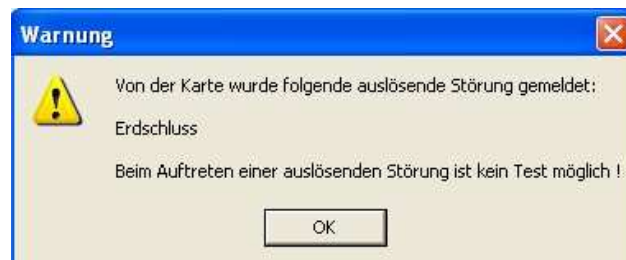 Warnung
Von der Karte wurde folgende auslösende Störung gemeldet:
Erdschluss
Beim Auftreten einer auslösenden Störung ist kein Test möglich !
OK